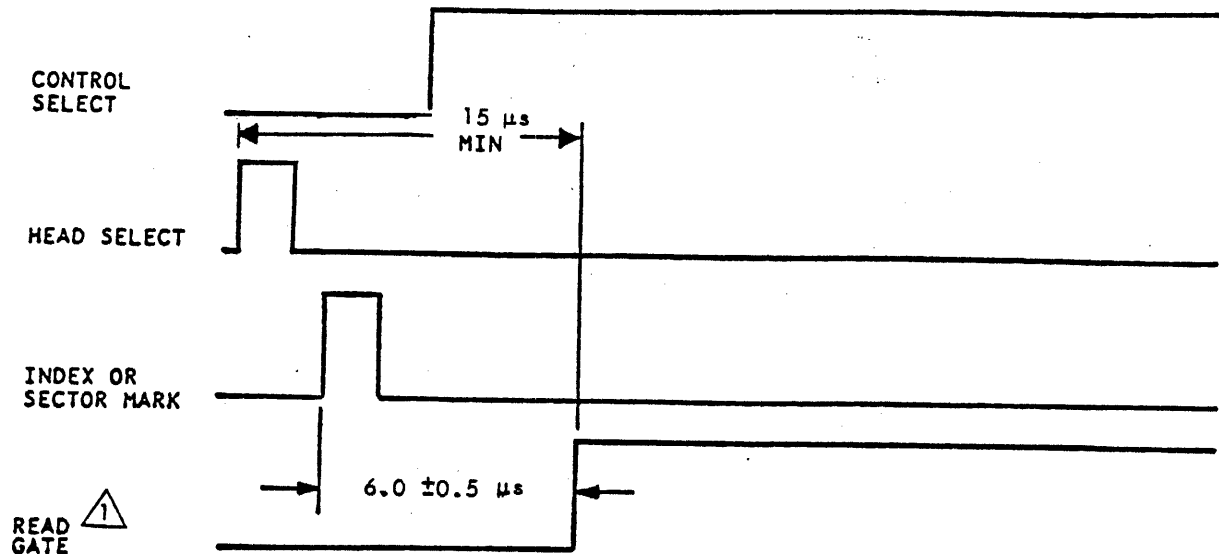 CONTROL
SELECT
15 μs
MIN
HEAD SELECT
INDEX OR
SECTOR MARK
6.0 ±0.5 μs
READ
GATE
1